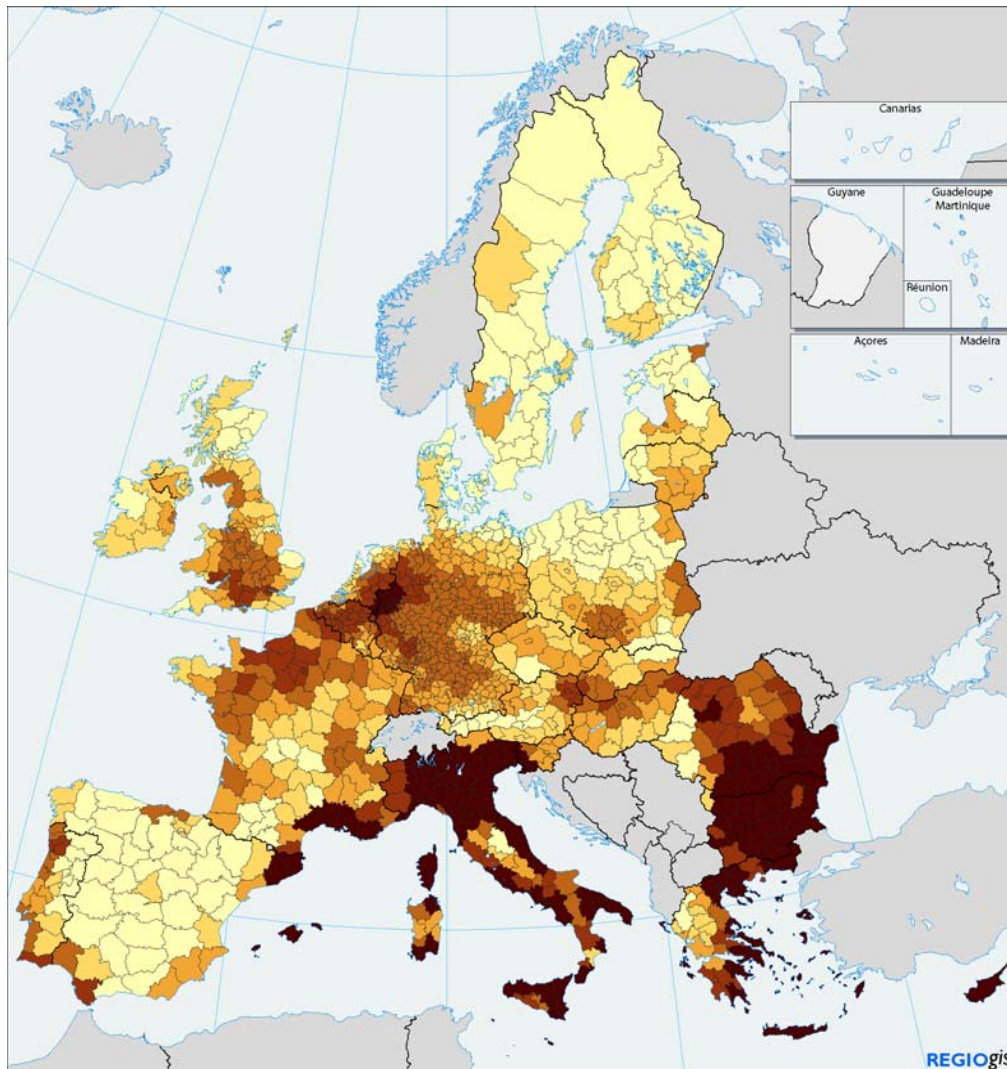 Canarias
Guyane
Guadeloupe
Martinique
Réunion
Açores
Madeira
REGIOgis